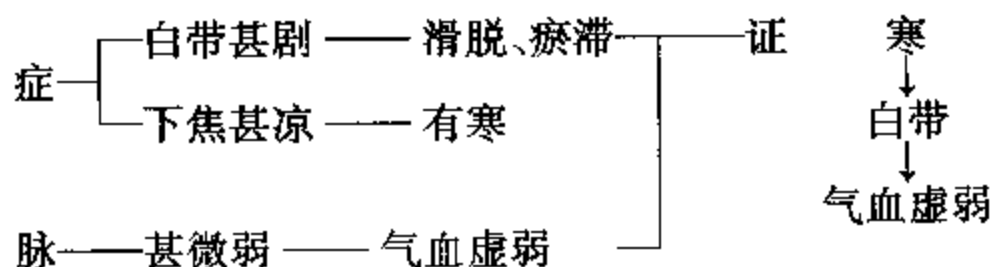 白带甚剧 滑脱、瘀滞 证 寒
症
下焦甚凉 有寒 白带
气血虚弱
脉 甚微弱 气血虚弱